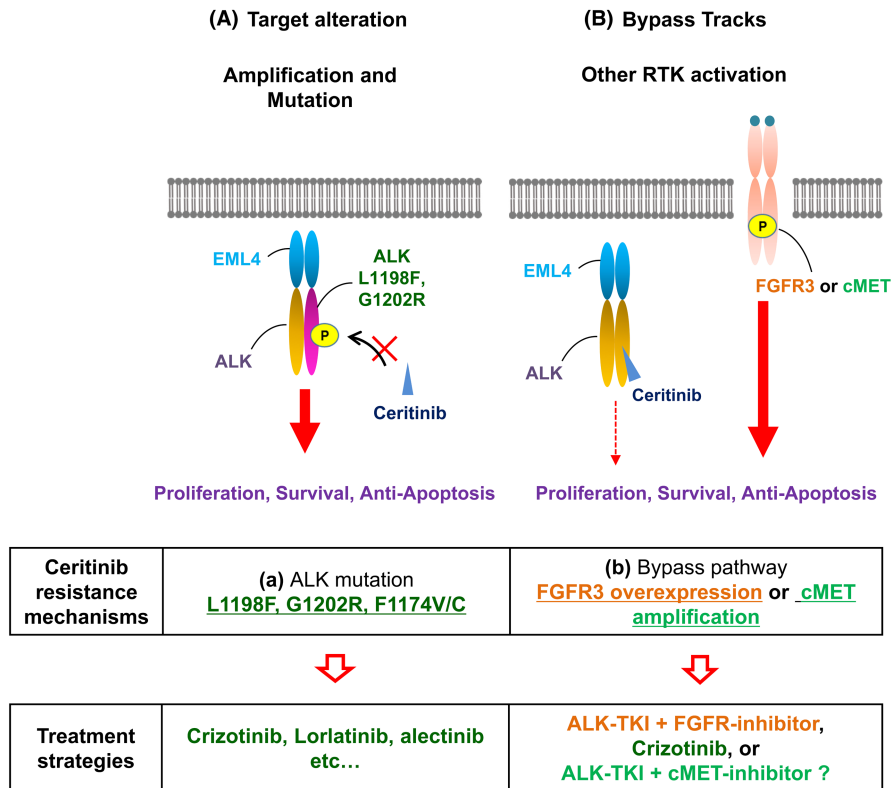 (A) Target alteration
Amplification and
Mutation
EML4
ALK
L1198F,
G1202R
P
ALK
Ceritinib
Proliferation, Survival, Anti-Apoptosis
(B) Bypass Tracks
Other RTK activation
P
EML4
FGFR3 or cMET
ALK
Ceritinib
Proliferation, Survival, Anti-Apoptosis
Ceritinib
resistance
mechanisms
(a) ALK mutation
L1198F, G1202R, F1174V/C
(b) Bypass pathway
FGFR3 overexpression or cMET
amplification
Treatment
strategies
Crizotinib, Lorlatinib, alectinib
etc…
ALK-TKI + FGFR-inhibitor,
Crizotinib, or
ALK-TKI + cMET-inhibitor ?